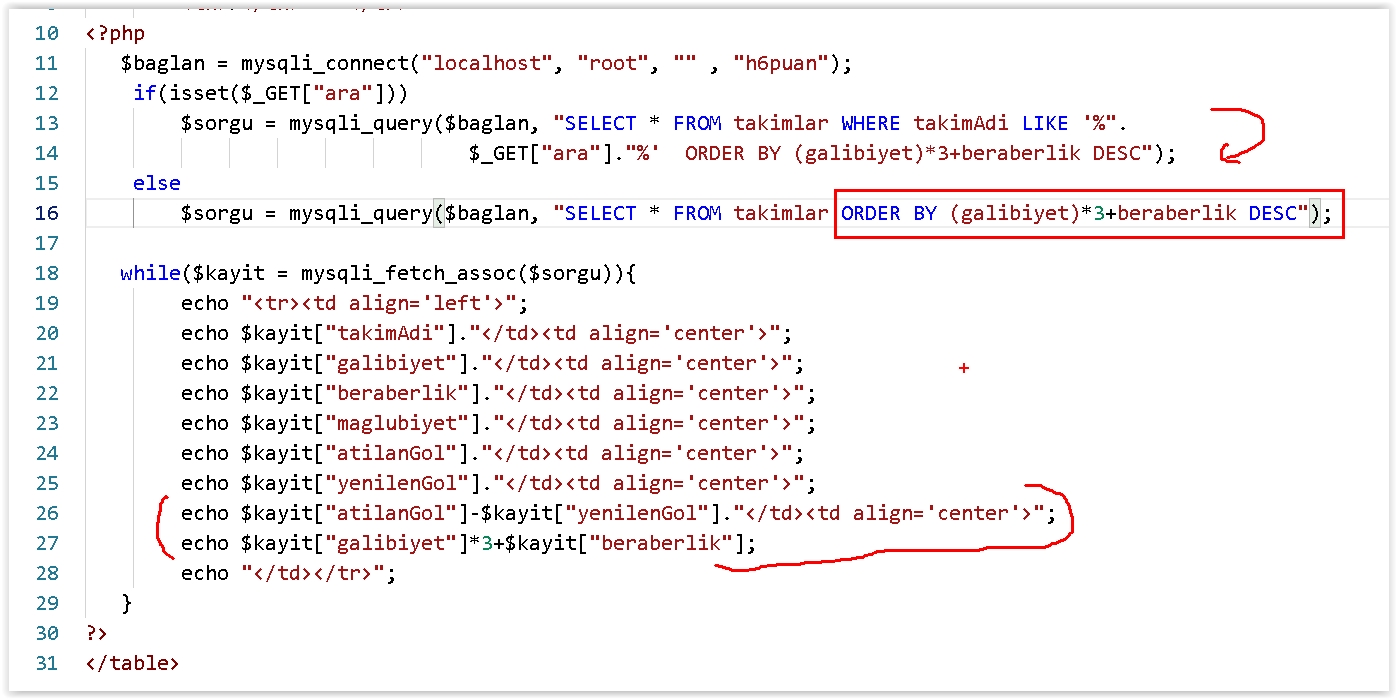 10 <?php
11 $baglan = mysqli_connect("localhost", "root", "" , "h6puan");
12 if(isset($_GET["ara"]))
13 $sorgu = mysqli_query($baglan, "SELECT * FROM takimlar WHERE takimAdi LIKE '%".
14 $_GET["ara"]."%'  ORDER BY (galibiyet)*3+beraberlik DESC");
15 else
16 $sorgu = mysqli_query($baglan, "SELECT * FROM takimlar ORDER BY (galibiyet)*3+beraberlik DESC");
17
18 while($kayit = mysqli_fetch_assoc($sorgu)){
19 echo "<tr><td align='left'>";
20 echo $kayit["takimAdi"]."</td><td align='center'>";
21 echo $kayit["galibiyet"]."</td><td align='center'>";
22 echo $kayit["beraberlik"]."</td><td align='center'>";
23 echo $kayit["maglubiyet"]."</td><td align='center'>";
24 echo $kayit["atilanGol"]."</td><td align='center'>";
25 echo $kayit["yenilenGol"]."</td><td align='center'>";
26 echo $kayit["atilanGol"]-$kayit["yenilenGol"]."</td><td align='center'>";
27 echo $kayit["galibiyet"]*3+$kayit["beraberlik"];
28 echo "</td></tr>";
29 }
30 ?>
31 </table>